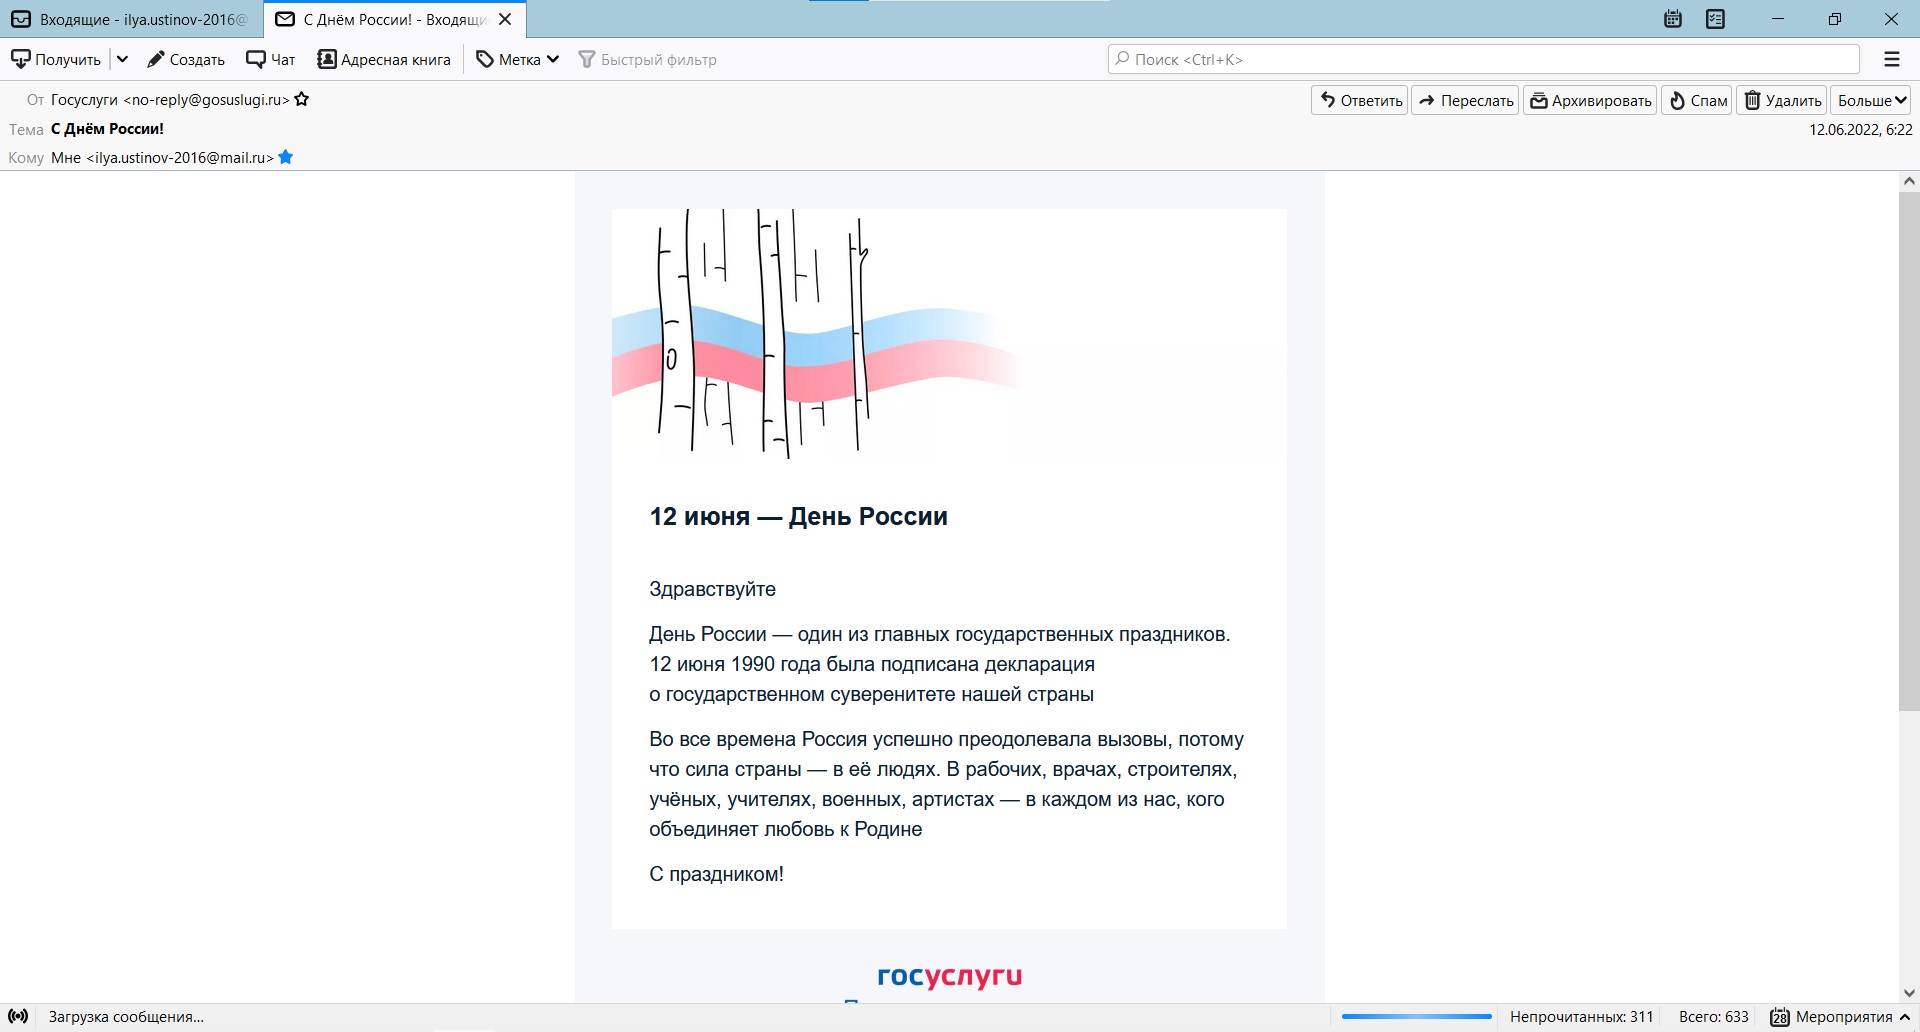 Входящие - ilya.ustinov-2016@
С Днём России! - Входящи
Получить
Создать
Чат
Адресная книга
Метка
Быстрый фильтр
Поиск <Ctrl+K>
От Госуслуги <no-reply@gosuslugi.ru>
Ответить
Переслать
Архивировать
Спам
Удалить
Больше
Тема С Днём России!
12.06.2022, 6:22
Кому Мне <ilya.ustinov-2016@mail.ru>
12 июня — День России
Здравствуйте
День России — один из главных государственных праздников.
12 июня 1990 года была подписана декларация
о государственном суверенитете нашей страны
Во все времена Россия успешно преодолевала вызовы, потому
что сила страны — в её людях. В рабочих, врачах, строителях,
учёных, учителях, военных, артистах — в каждом из нас, кого
объединяет любовь к Родине
С праздником!
госуслуги
Загрузка сообщения...
Непрочитанных: 311
Всего: 633
28
Мероприятия